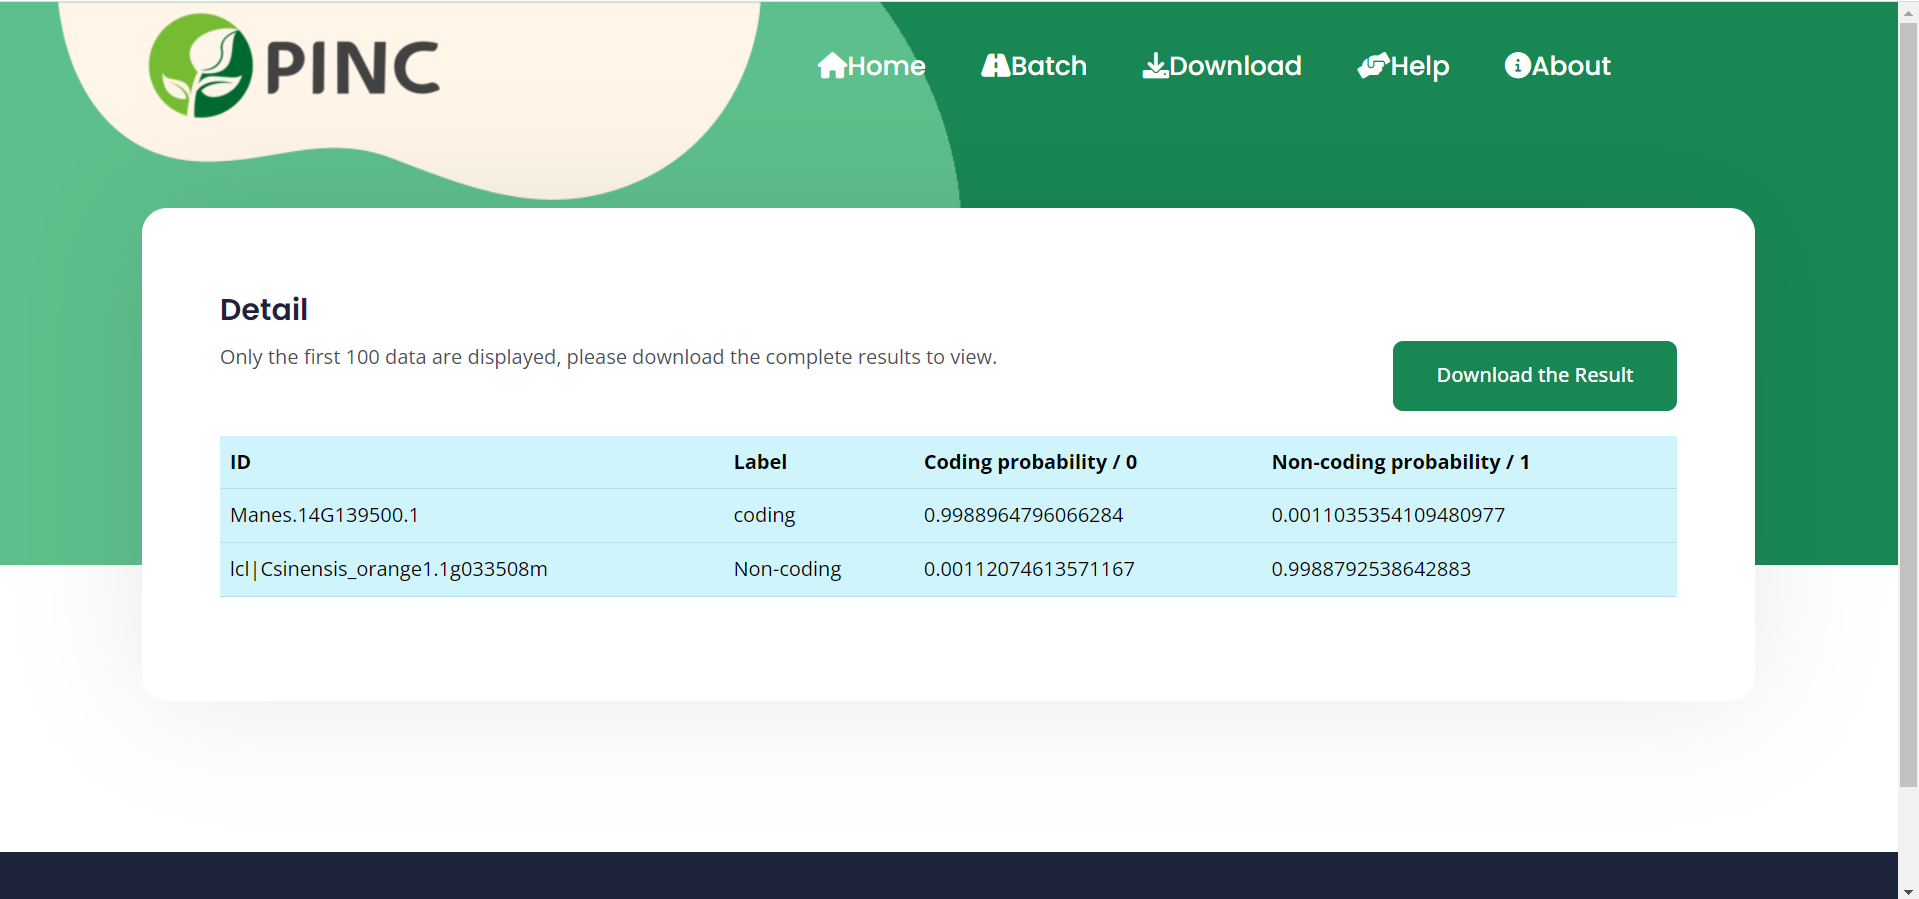 PINC
Home Batch Download Help About
Detail
Only the first 100 data are displayed, please download the complete results to view.
Download the Result
ID Label Coding probability / 0 Non-coding probability / 1
Manes.14G139500.1 coding 0.9988964796066284 0.0011035354109480977
lcl|Csinensis_orange1.1g033508m Non-coding 0.00112074613571167 0.9988792538642883